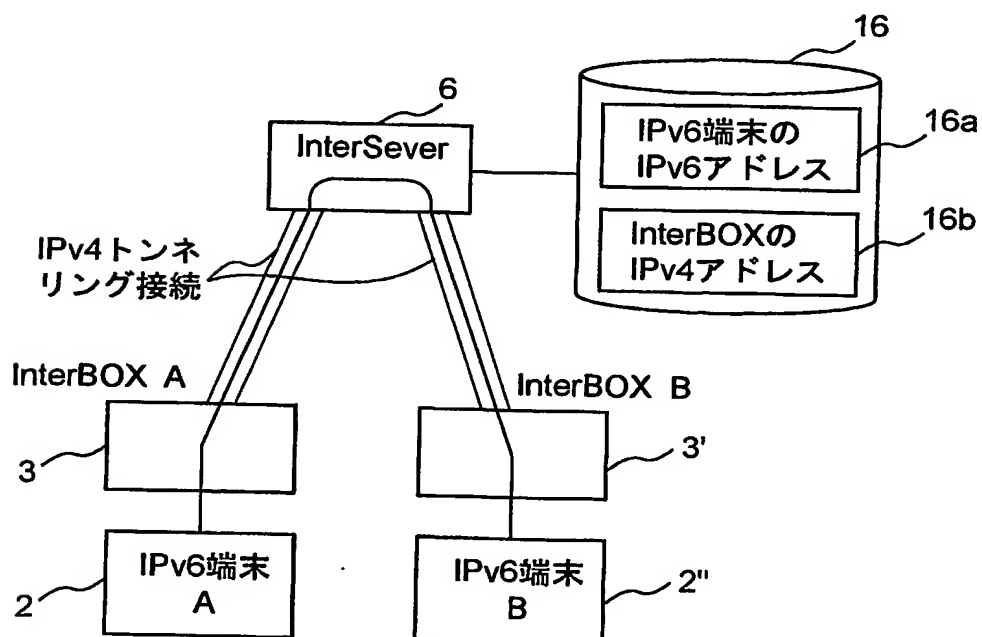 16
6
InterSever
IPv6端末の
IPv6アドレス
16a
InterBOXの
IPv4アドレス
16b
IPv4トンネ
リング接続
InterBOX A
InterBOX B
3
3'
IPv6端末
A
2
IPv6端末
B
2"